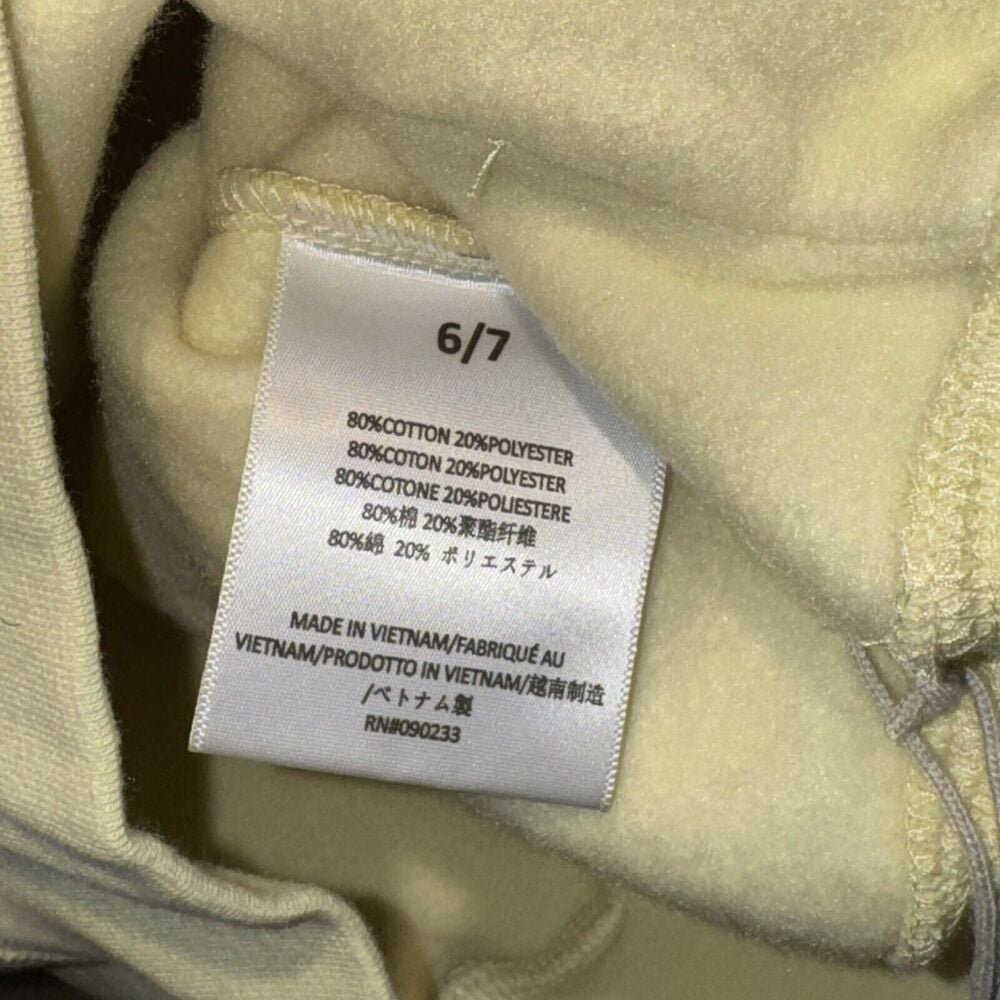 6/7
80%COTTON 20%POLYESTER
80%COTON 20%POLYESTER
80%COTONE 20%POLIESTERE
80%棉 20%聚酯纤维
80%綿 20% ポリエステル
MADE IN VIETNAM/FABRIQUÉ AU
VIETNAM/PRODOTTO IN VIETNAM/越南制造
/ベトナム製
RN#090233